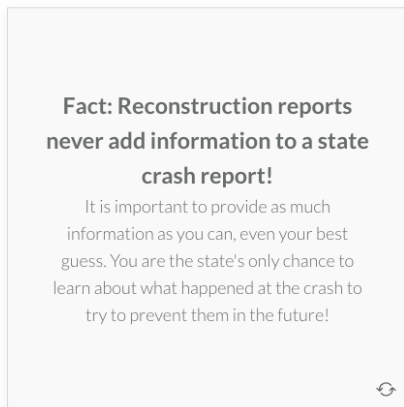 Fact: Reconstruction reports
never add information to a state
crash report!
It is important to provide as much
information as you can, even your best
guess. You are the state's only chance to
learn about what happened at the crash to
try to prevent them in the future!